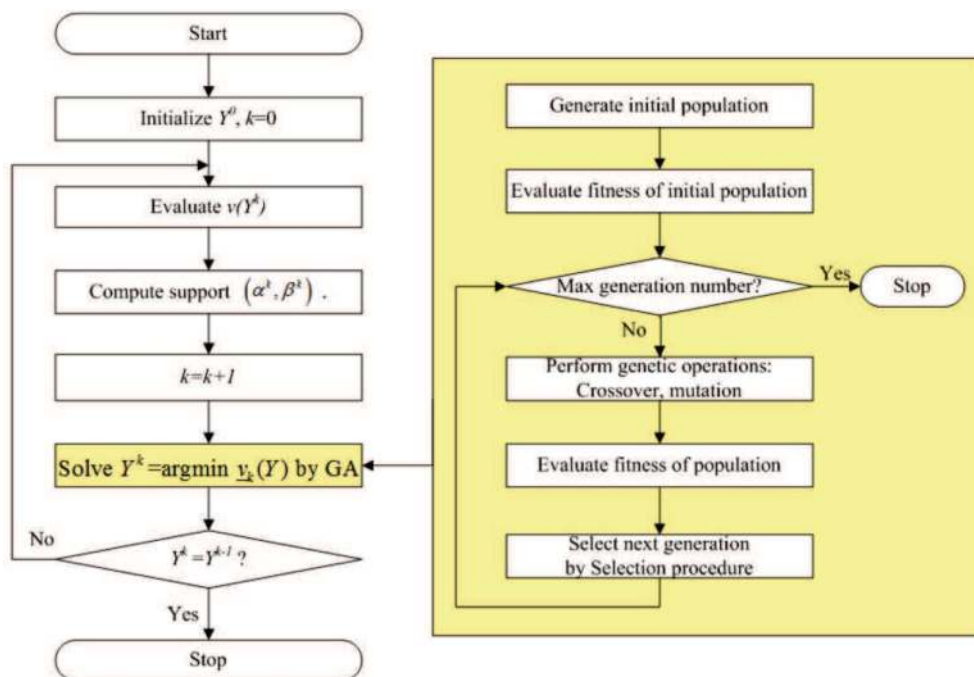 Start
Initialize Y⁰, k=0
Evaluate v(Yᵏ)
Compute support (αᵏ, βᵏ) .
k=k+1
Solve Yᵏ=argmin v̲ₖ(Y) by GA
Yᵏ=Yᵏ⁻¹ ?
No
Yes
Stop
Generate initial population
Evaluate fitness of initial population
Max generation number?
Yes
Stop
No
Perform genetic operations:
Crossover, mutation
Evaluate fitness of population
Select next generation
by Selection procedure